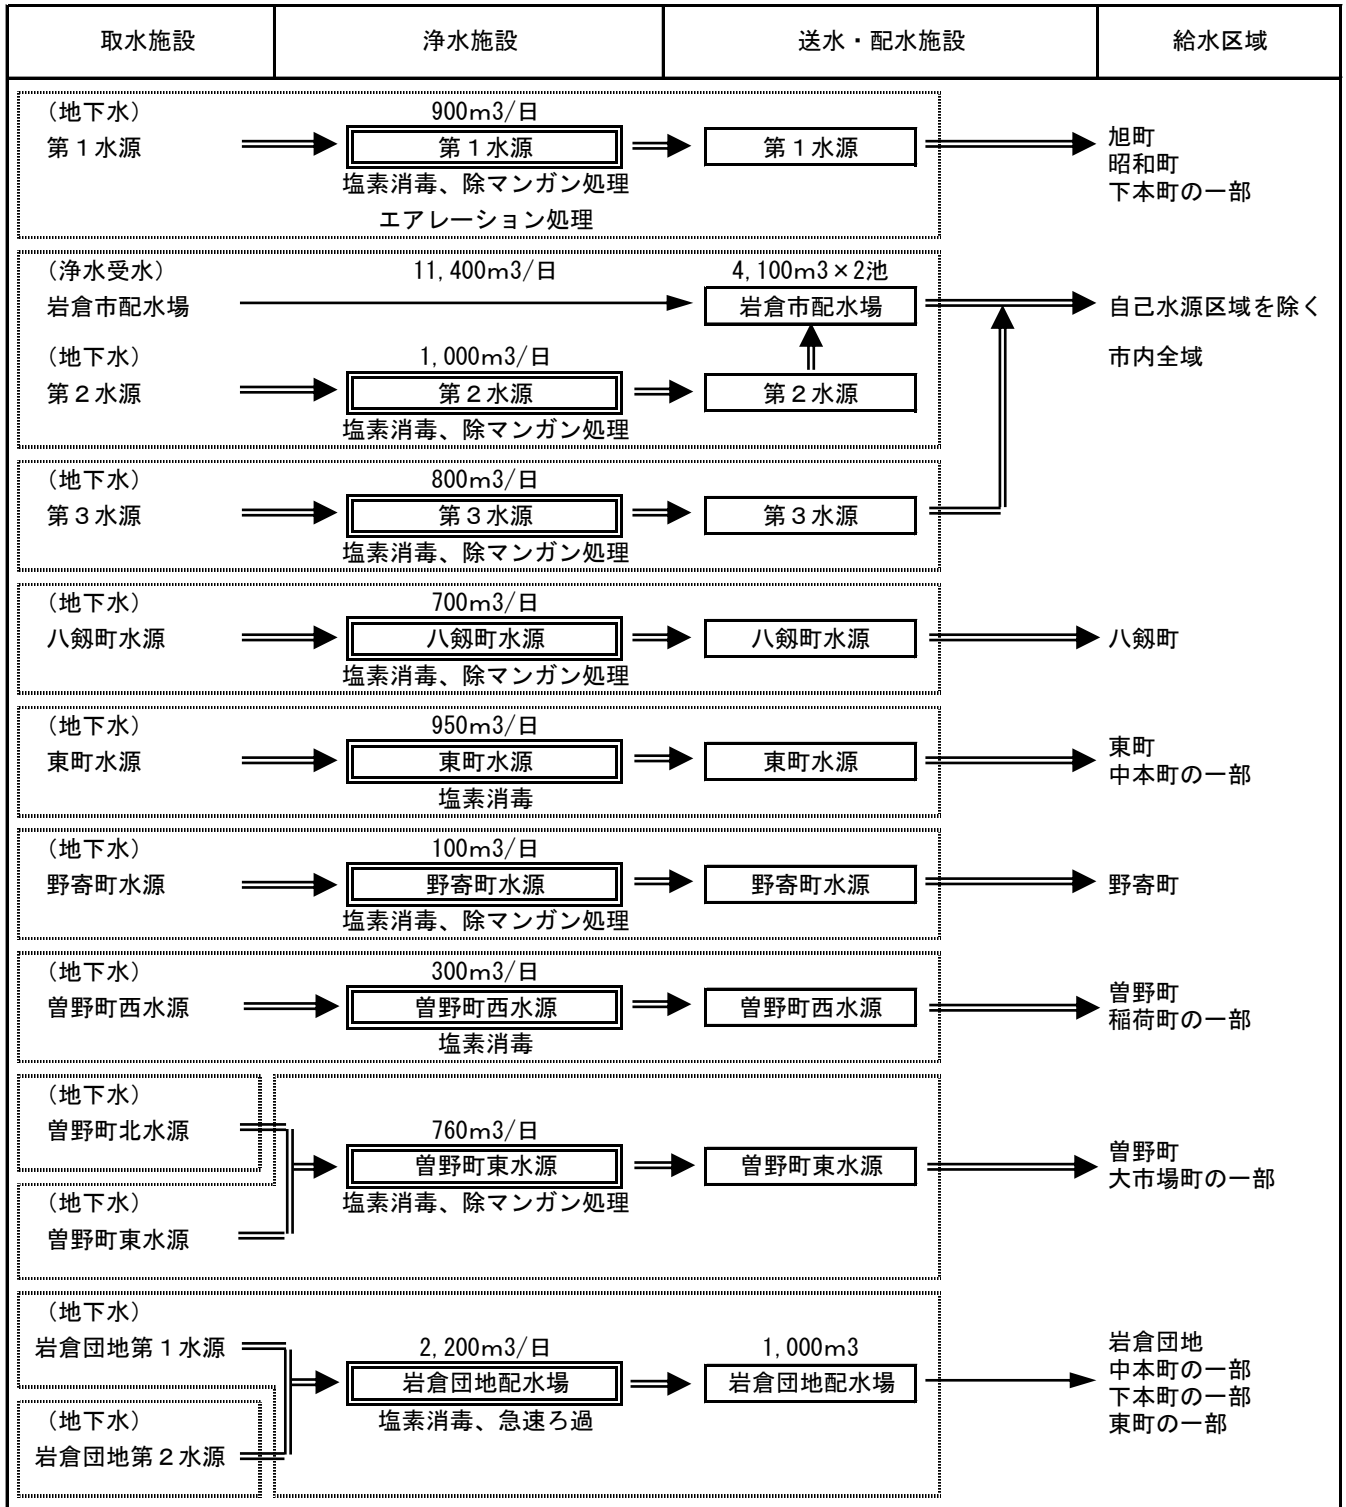 取水施設 浄水施設 送水・配水施設 給水区域
（地下水） 900ｍ3/日
第１水源 第１水源 第１水源
塩素消毒、除マンガン処理
エアレーション処理
旭町
昭和町
下本町の一部
（浄水受水） 11,400ｍ3/日 4,100ｍ3×2池
岩倉市配水場 岩倉市配水場 自己水源区域を除く
市内全域
（地下水） 1,000ｍ3/日
第２水源 第２水源 第２水源
塩素消毒、除マンガン処理
（地下水） 800ｍ3/日
第３水源 第３水源 第３水源
塩素消毒、除マンガン処理
（地下水） 700ｍ3/日
八剱町水源 八剱町水源 八剱町水源 八剱町
塩素消毒、除マンガン処理
（地下水） 950ｍ3/日
東町水源 東町水源 東町水源
塩素消毒
東町
中本町の一部
（地下水） 100ｍ3/日
野寄町水源 野寄町水源 野寄町水源 野寄町
塩素消毒、除マンガン処理
（地下水） 300ｍ3/日
曽野町西水源 曽野町西水源 曽野町西水源
塩素消毒
曽野町
稲荷町の一部
（地下水）
曽野町北水源 760ｍ3/日
曽野町東水源 曽野町東水源
塩素消毒、除マンガン処理
（地下水）
曽野町東水源
曽野町
大市場町の一部
（地下水）
岩倉団地第１水源 2,200ｍ3/日 1,000ｍ3
岩倉団地配水場 岩倉団地配水場
塩素消毒、急速ろ過
（地下水）
岩倉団地第２水源
岩倉団地
中本町の一部
下本町の一部
東町の一部